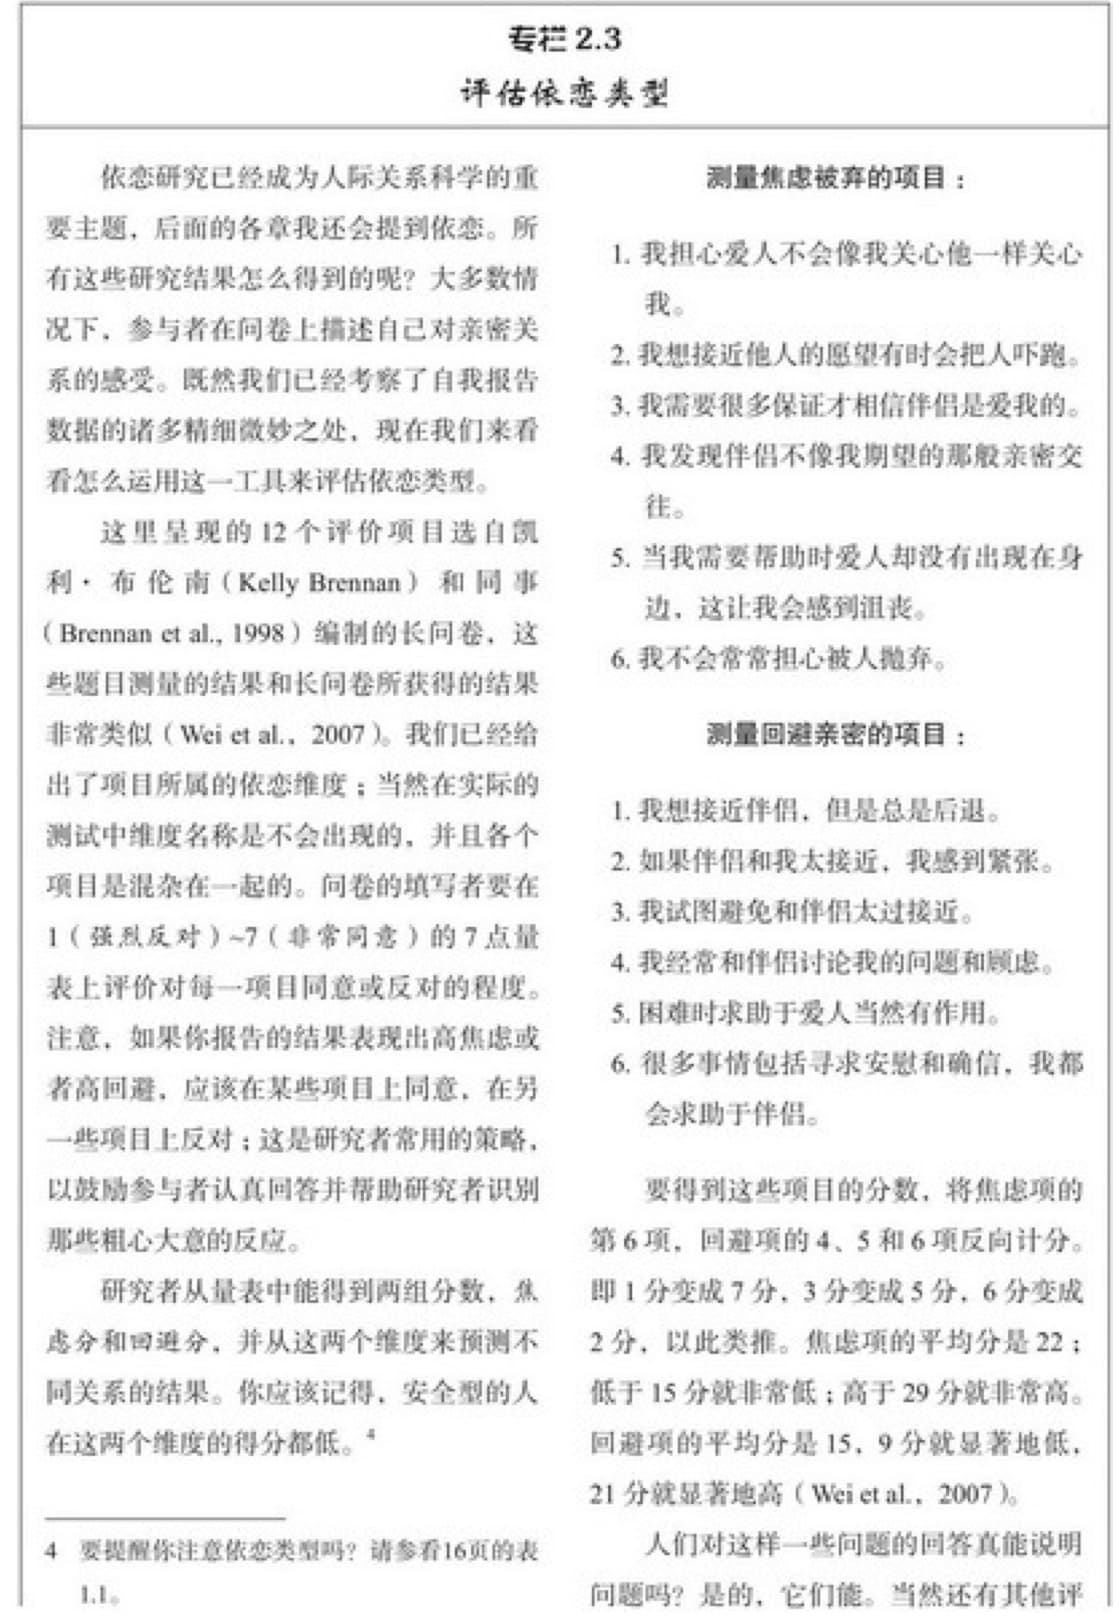 专栏 2.3
评估依恋类型
依恋研究已经成为人际关系科学的重
要主题，后面的各章我还会提到依恋。所
有这些研究结果怎么得到的呢？大多数情
况下，参与者在问卷上描述自己对亲密关
系的感受。既然我们已经考察了自我报告
数据的诸多精细微妙之处，现在我们来看
看怎么运用这一工具来评估依恋类型。
这里呈现的 12 个评价项目选自凯
利·布伦南（Kelly Brennan）和同事
（Brennan et al., 1998）编制的长问卷，这
些题目测量的结果和长问卷所获得的结果
非常类似（Wei et al.，2007）。我们已经给
出了项目所属的依恋维度；当然在实际的
测试中维度名称是不会出现的，并且各个
项目是混杂在一起的。问卷的填写者要在
1（强烈反对）~7（非常同意）的 7 点量
表上评价对每一项目同意或反对的程度。
注意，如果你报告的结果表现出高焦虑或
者高回避，应该在某些项目上同意，在另
一些项目上反对；这是研究者常用的策略，
以鼓励参与者认真回答并帮助研究者识别
那些粗心大意的反应。
研究者从量表中能得到两组分数，焦
虑分和回避分，并从这两个维度来预测不
同关系的结果。你应该记得，安全型的人
在这两个维度的得分都低。4
4 要提醒你注意依恋类型吗？请参看16页的表
1.1。
测量焦虑被弃的项目：
1. 我担心爱人不会像我关心他一样关心
我。
2. 我想接近他人的愿望有时会把人吓跑。
3. 我需要很多保证才相信伴侣是爱我的。
4. 我发现伴侣不像我期望的那般亲密交
往。
5. 当我需要帮助时爱人却没有出现在身
边，这让我会感到沮丧。
6. 我不会常常担心被人抛弃。
测量回避亲密的项目：
1. 我想接近伴侣，但是总是后退。
2. 如果伴侣和我太接近，我感到紧张。
3. 我试图避免和伴侣太过接近。
4. 我经常和伴侣讨论我的问题和顾虑。
5. 困难时求助于爱人当然有作用。
6. 很多事情包括寻求安慰和确信，我都
会求助于伴侣。
要得到这些项目的分数，将焦虑项的
第 6 项，回避项的 4、5 和 6 项反向计分。
即 1 分变成 7 分，3 分变成 5 分，6 分变成
2 分，以此类推。焦虑项的平均分是 22；
低于 15 分就非常低；高于 29 分就非常高。
回避项的平均分是 15，9 分就显著地低，
21 分就显著地高（Wei et al.，2007）。
人们对这样一些问题的回答真能说明
问题吗？是的，它们能。当然还有其他评